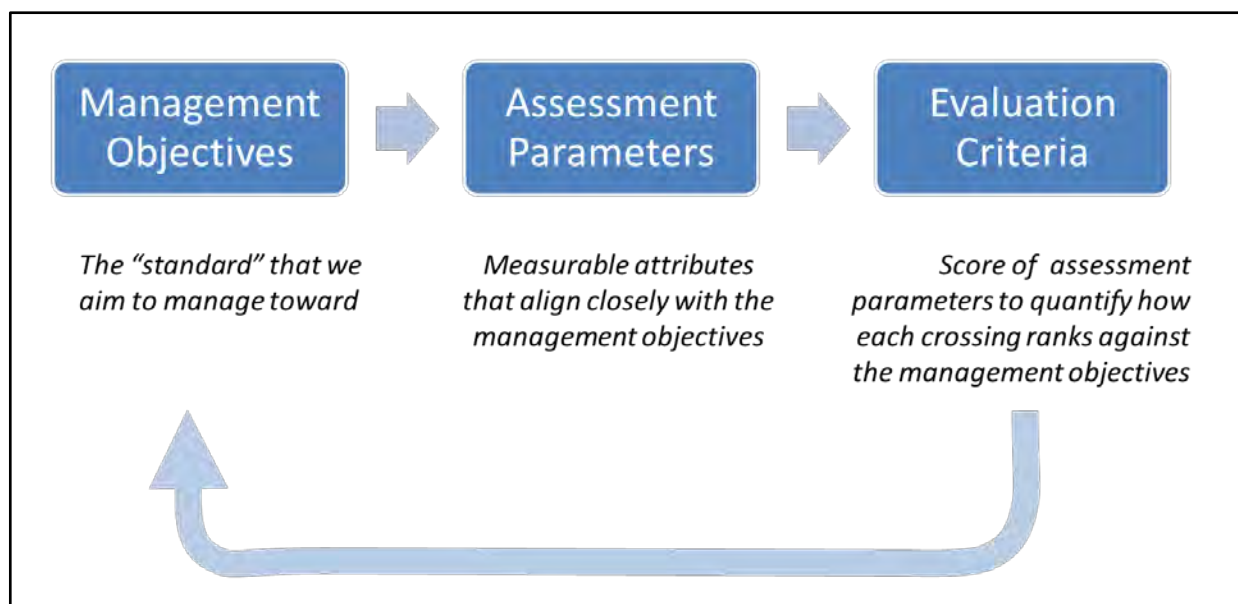 Management
Objectives
Assessment
Parameters
Evaluation
Criteria
The “standard” that we
aim to manage toward
Measurable attributes
that align closely with the
management objectives
Score of assessment
parameters to quantify how
each crossing ranks against
the management objectives